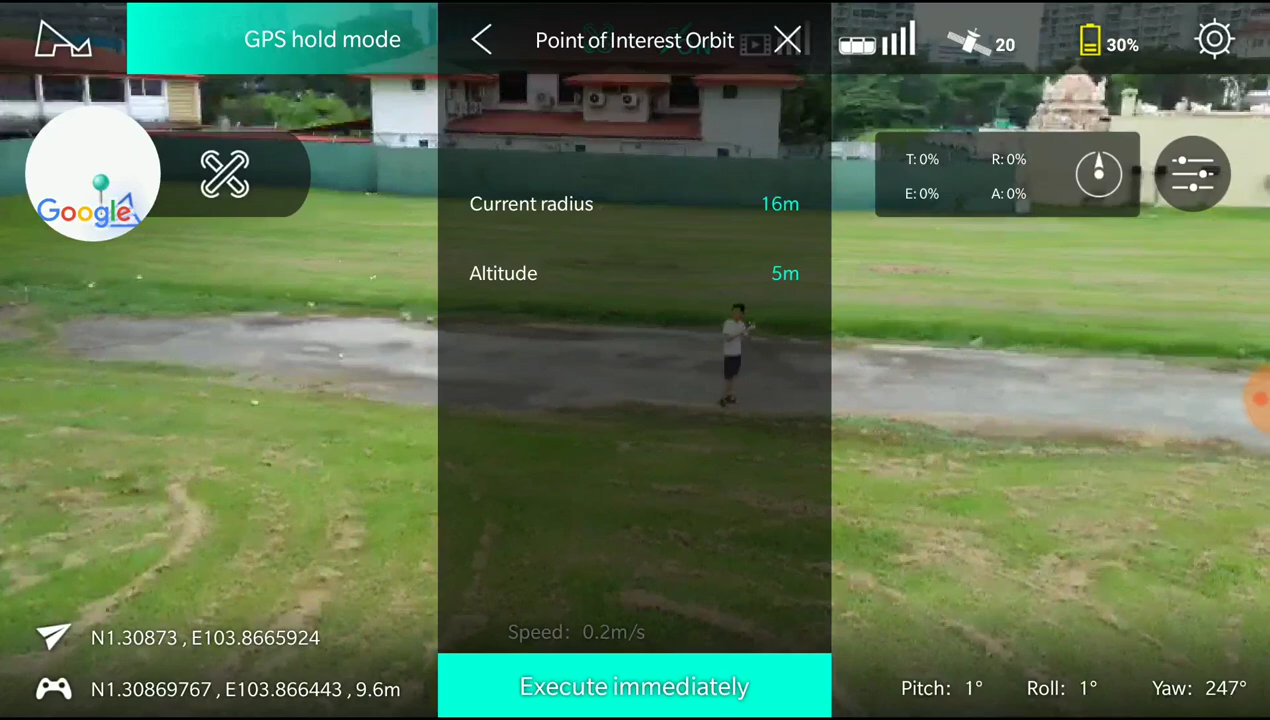 GPS hold mode
Point of Interest Orbit
20
30%
Google
T: 0%
R: 0%
E: 0%
A: 0%
Current radius
16m
Altitude
5m
Speed: 0.2m/s
Execute immediately
N1.30873 , E103.8665924
N1.30869767 , E103.866443 , 9.6m
Pitch: 1°
Roll: 1°
Yaw: 247°